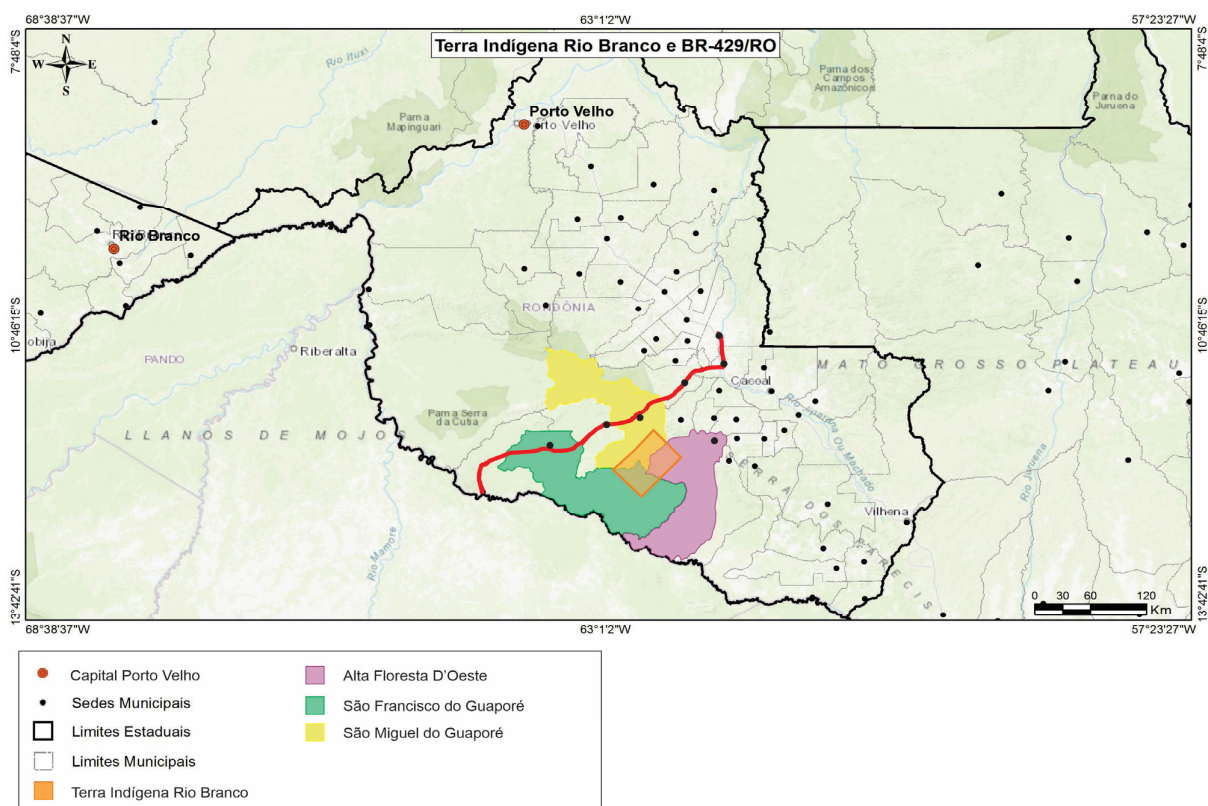 68°38'37"W
63°1'2"W
57°23'27"W
7°48'4"S
7°48'4"S
Terra Indígena Rio Branco e BR-429/RO
N
W E
S
Rio Ituxi
Parna dos
Campos
Amazônicos
Parna do
Juruena
Parna
Mapinguari
Porto Velho
Porto Velho
Rio Branco
RONDÔNIA
10°46'15"S
10°46'15"S
obija
Riberalta
PANDO
MATO GROSSO PLATEAU
Cacoal
Parna Serra
da Cutia
LLANOS DE MOJOS
Rio Mamore
SERRA DOS PARECIS
Vilhena
Rio Juruena
0 30 60 120
Km
13°42'41"S
13°42'41"S
68°38'37"W
63°1'2"W
57°23'27"W
Capital Porto Velho
Sedes Municipais
Limites Estaduais
Limites Municipais
Terra Indígena Rio Branco
Alta Floresta D'Oeste
São Francisco do Guaporé
São Miguel do Guaporé